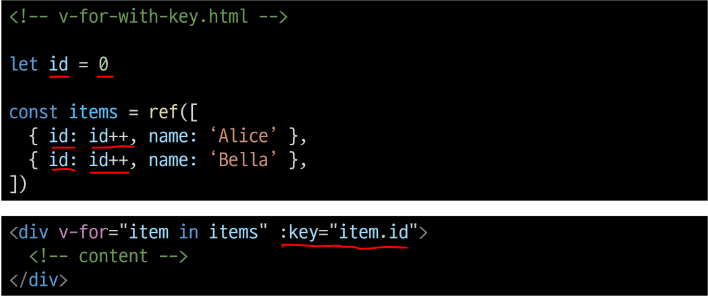 <!-- v-for-with-key.html -->
let id = 0
const items = ref([
{ id: id++, name: ‘Alice’ },
{ id: id++, name: ‘Bella’ },
])
<div v-for="item in items" :key="item.id">
<!-- content -->
</div>